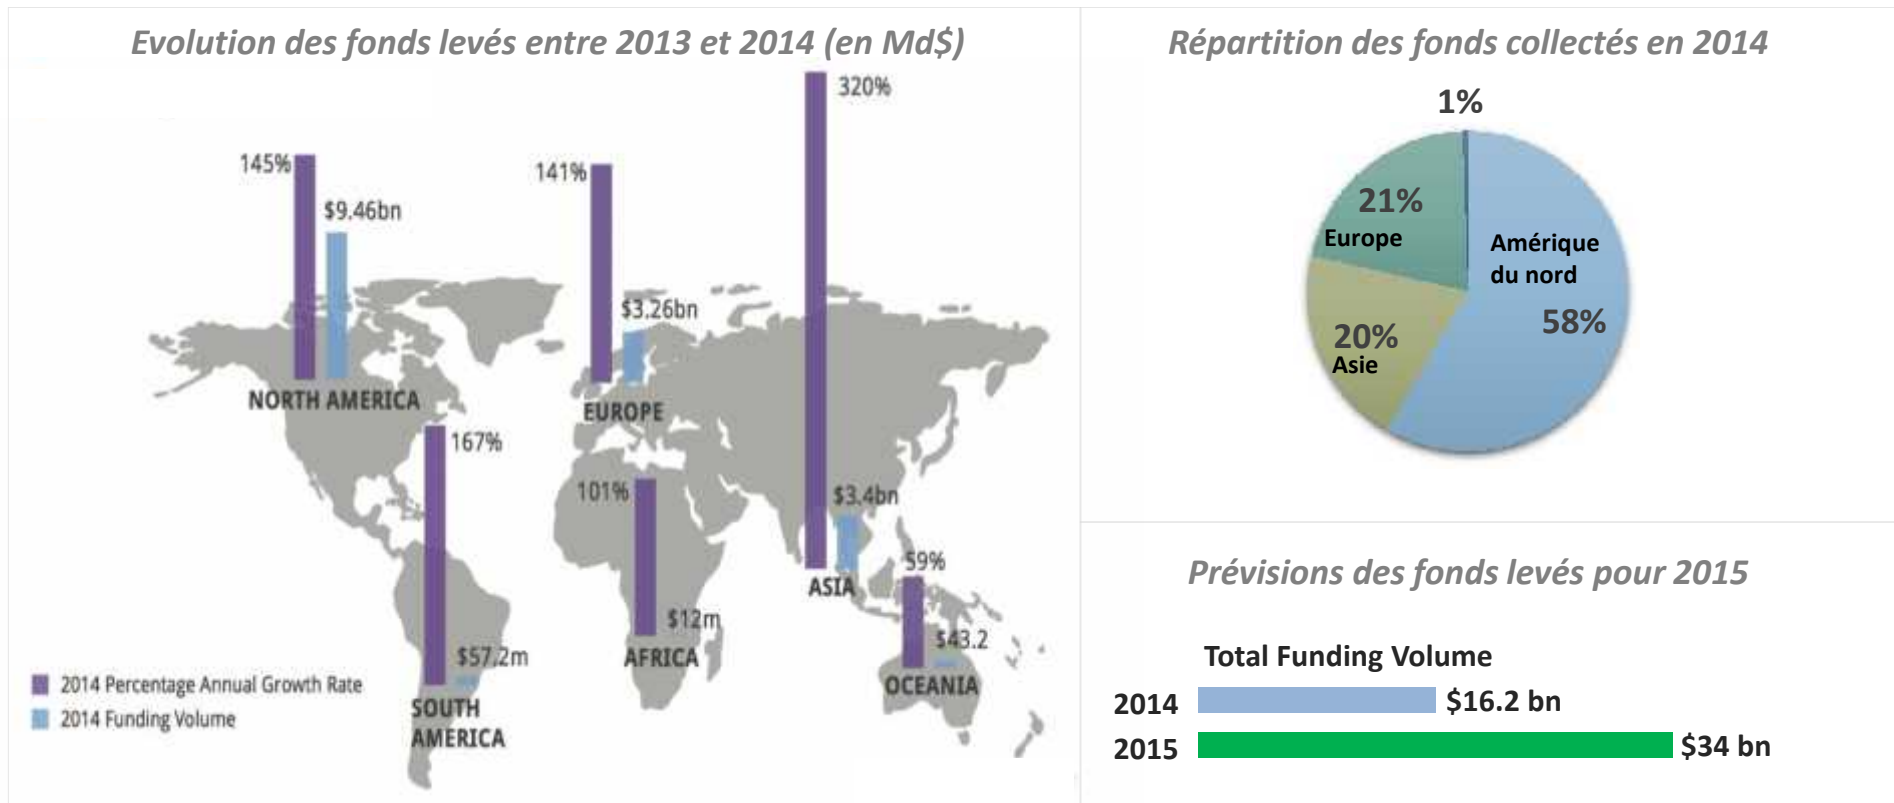 Evolution des fonds levés entre 2013 et 2014 (en Md$)
320%
145%
$9.46bn
141%
$3.26bn
NORTH AMERICA
EUROPE
167%
101%
$3.4bn
59%
ASIA
$12m
$43.2
$57.2m
AFRICA
OCEANIA
SOUTH
AMERICA
2014 Percentage Annual Growth Rate
2014 Funding Volume
Répartition des fonds collectés en 2014
1%
21%
Europe
Amérique
du nord
58%
20%
Asie
Prévisions des fonds levés pour 2015
Total Funding Volume
2014 $16.2 bn
2015 $34 bn